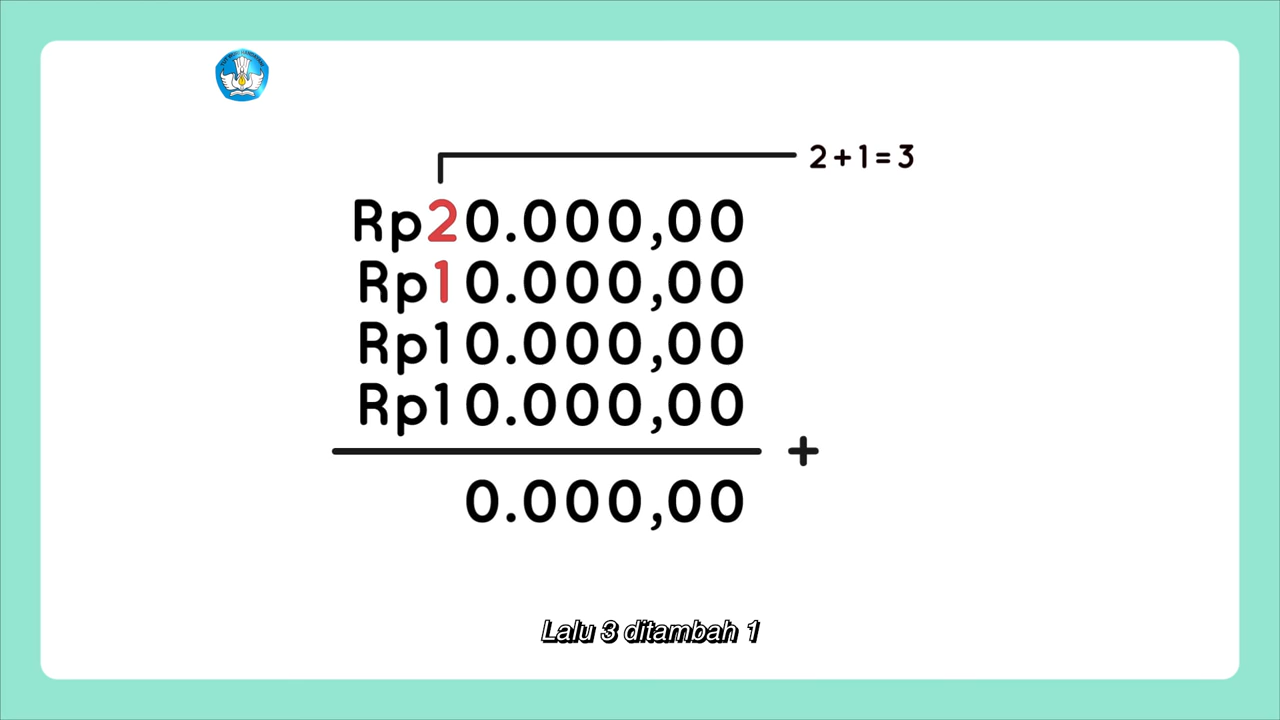 2+1=3
Rp20.000,00
Rp10.000,00
Rp10.000,00
Rp10.000,00
+
0.000,00
Lalu 3 ditambah 1